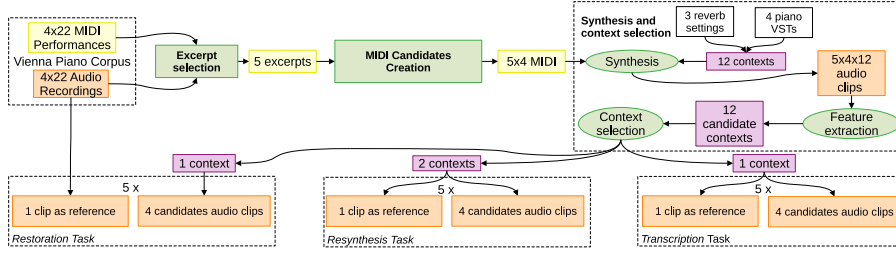 4x22 MIDI
Performances
Vienna Piano Corpus
4x22 Audio
Recordings
Excerpt
selection
5 excerpts
MIDI Candidates
Creation
5x4 MIDI
Synthesis and
context selection
3 reverb
settings
4 piano
VSTs
Synthesis
12 contexts
5x4x12
audio
clips
Context
selection
12
candidate
contexts
Feature
extraction
1 context
5 x
1 clip as reference
4 candidates audio clips
Restoration Task
2 contexts
5 x
1 clip as reference
4 candidates audio clips
Resynthesis Task
1 context
5x
1 clip as reference
4 candidates audio clips
Transcription Task